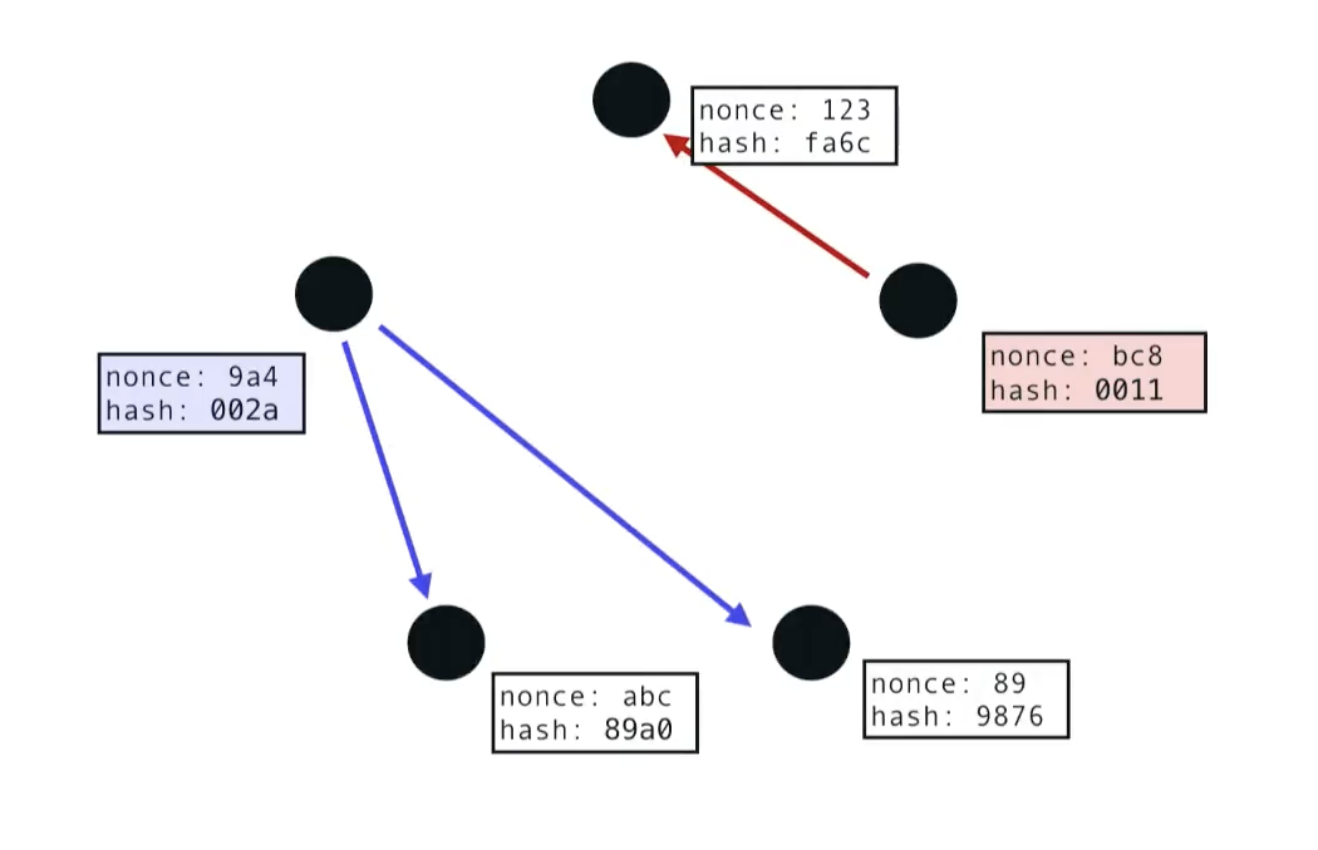 nonce: 123
hash: fa6c
nonce: bc8
hash: 0011
nonce: 9a4
hash: 002a
nonce: abc
hash: 89a0
nonce: 89
hash: 9876